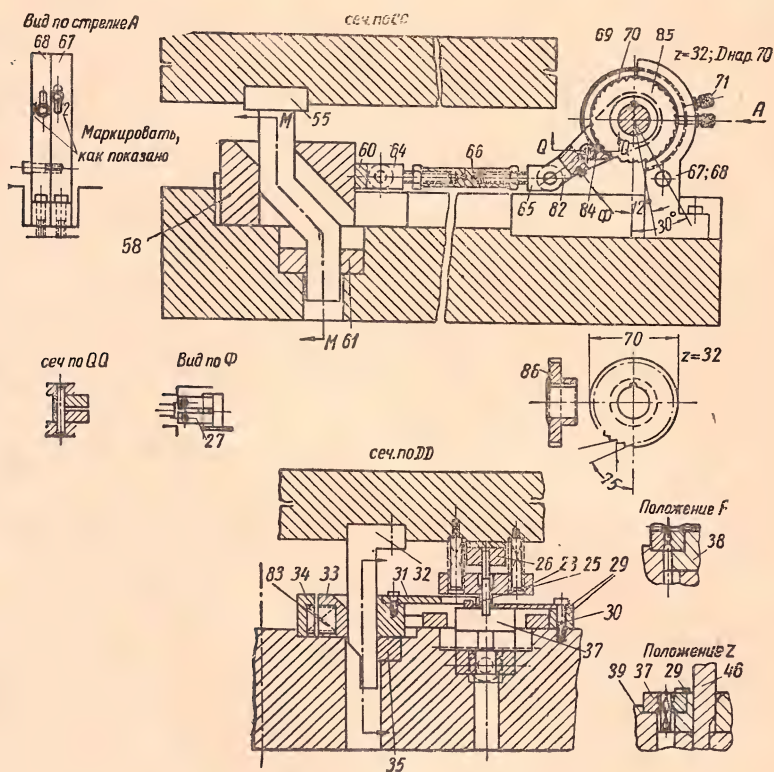 Вид по стрелке А
68 67
Маркировать,
как показано
сеч. по СС
55
М
58
60 64
66
65
82
84
Ф
Q
Q
12
30°
69 70
z=32; Dнар. 70
85
71
А
67; 68
М 61
сеч по QQ
Вид по Ф
27
70
z=32
86
75
сеч. по DD
34 33
83
31 32
26 23 25
29
30
37
35
Положение F
38
Положение Z
39 37 29 46